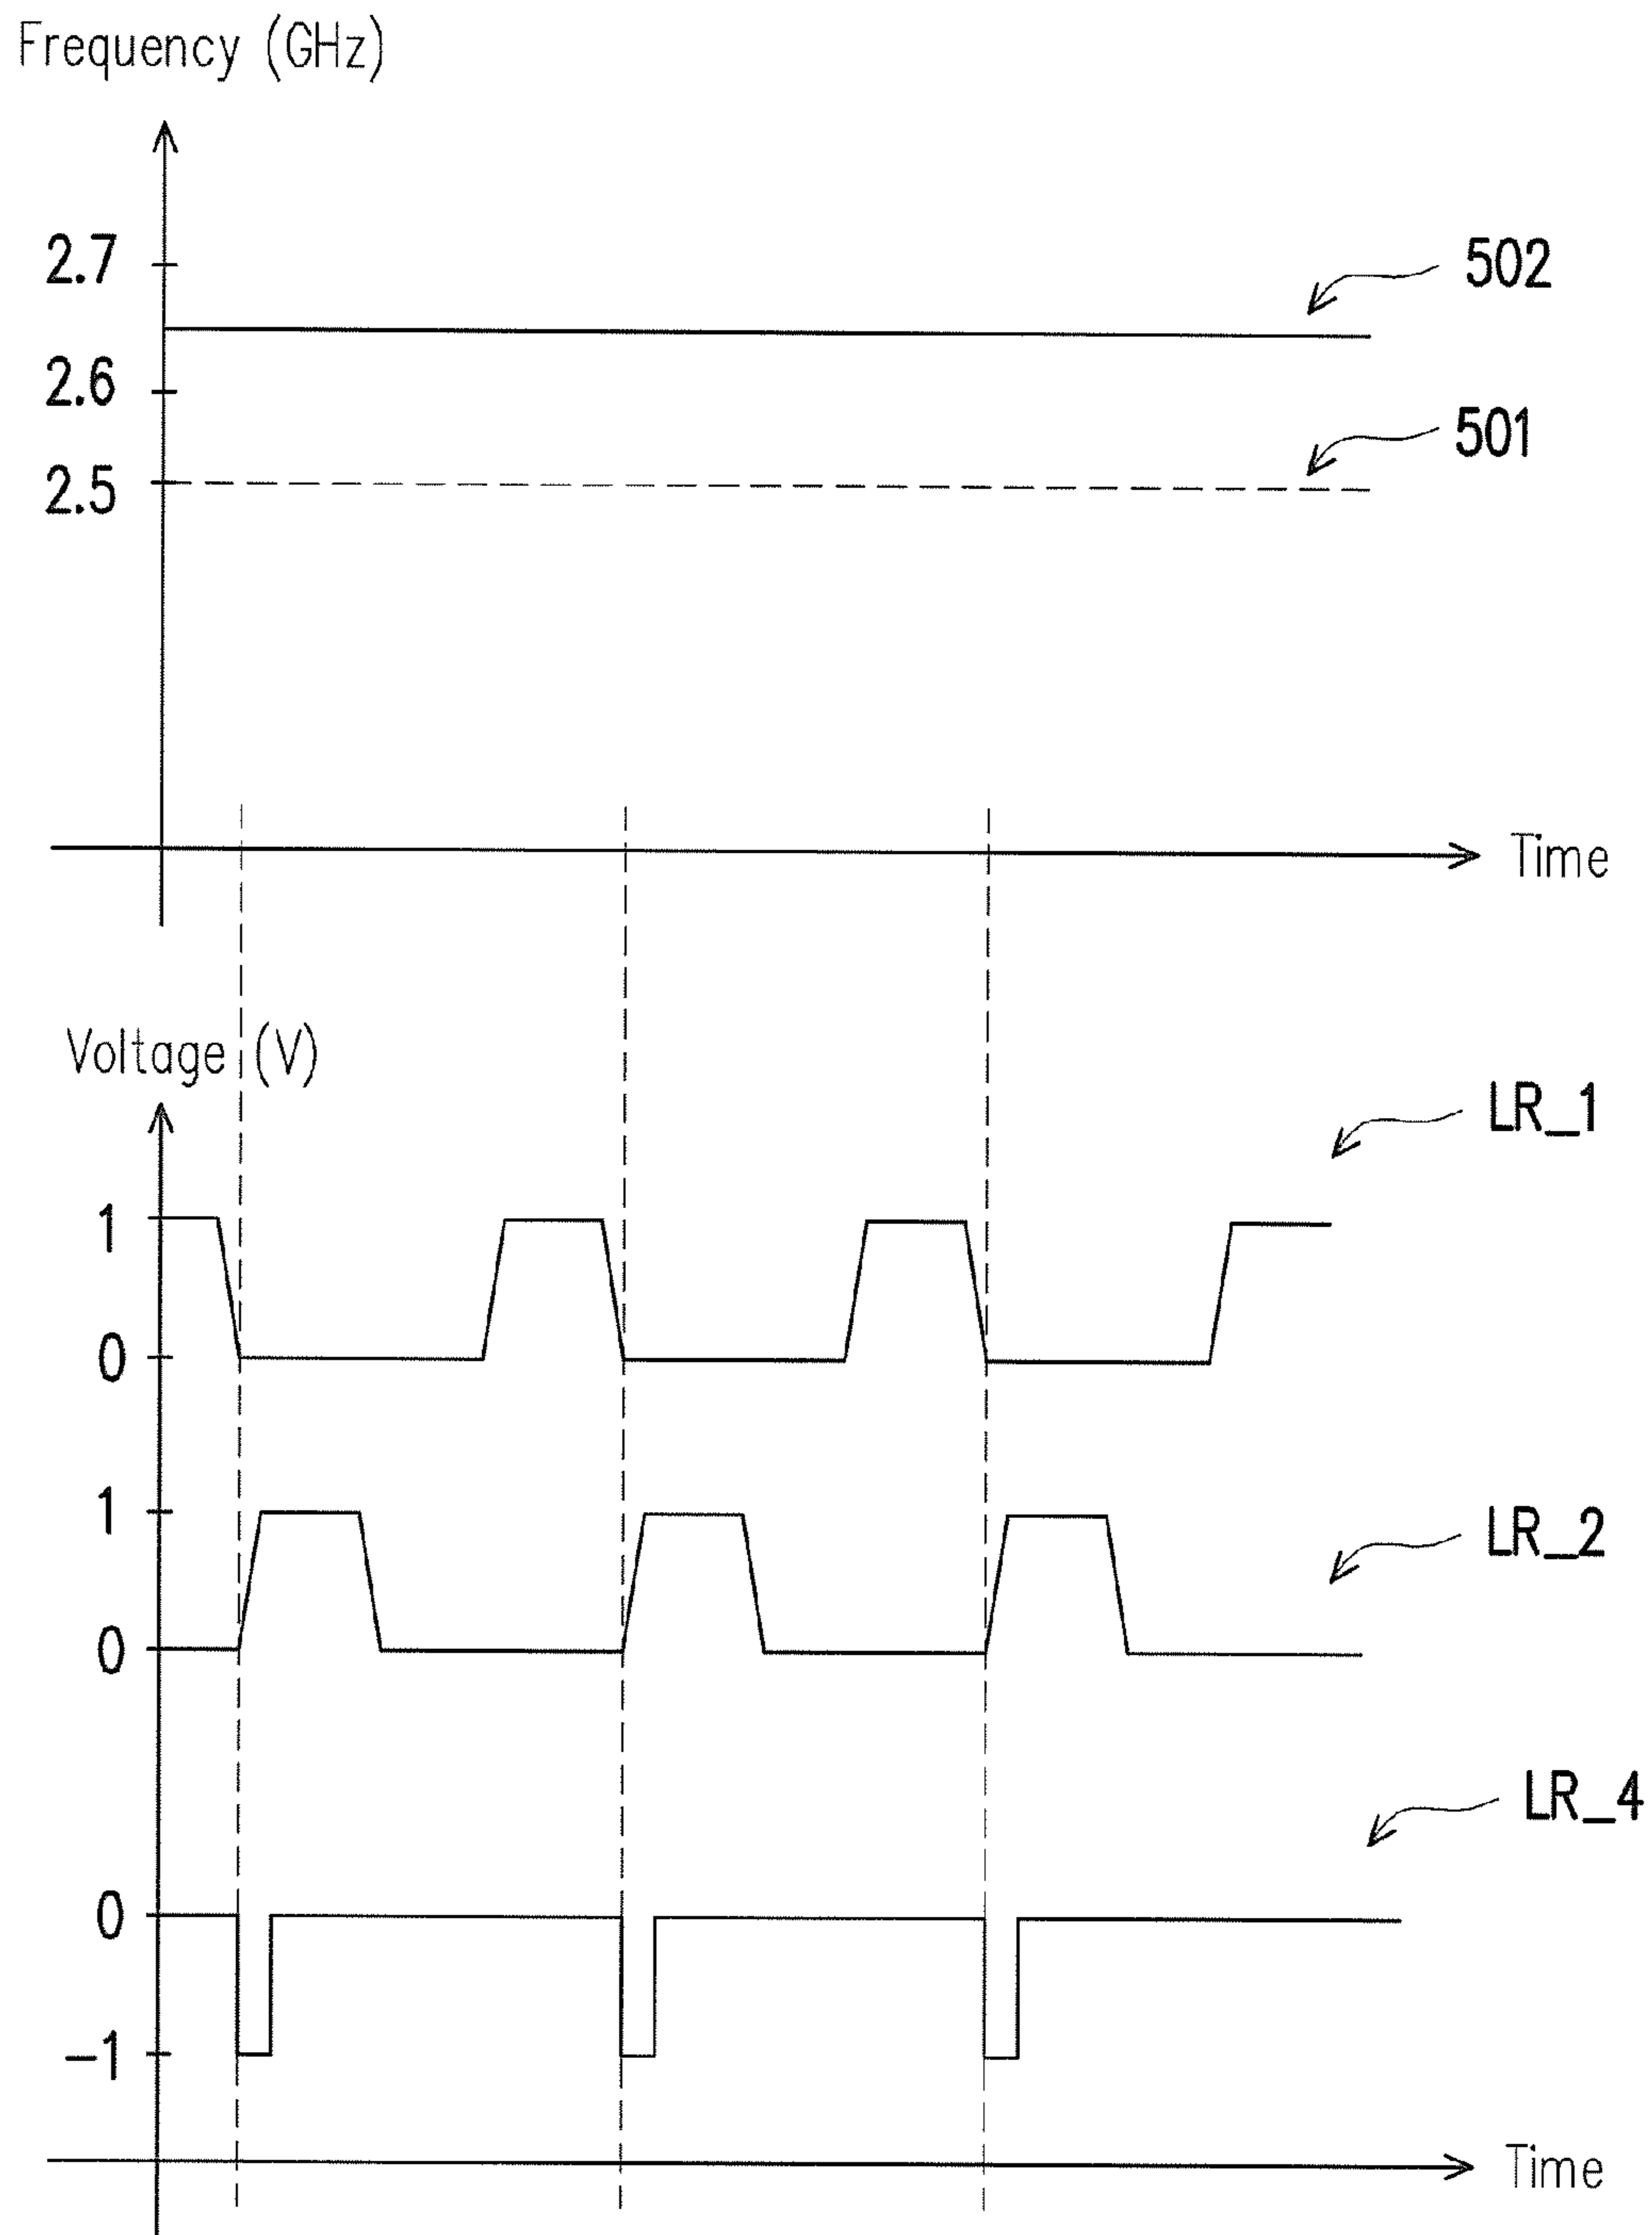 Frequency (GHz)
2.7
502
2.6
501
2.5
Time
Voltage (V)
LR_1
1
0
1
LR_2
0
LR_4
0
-1
Time